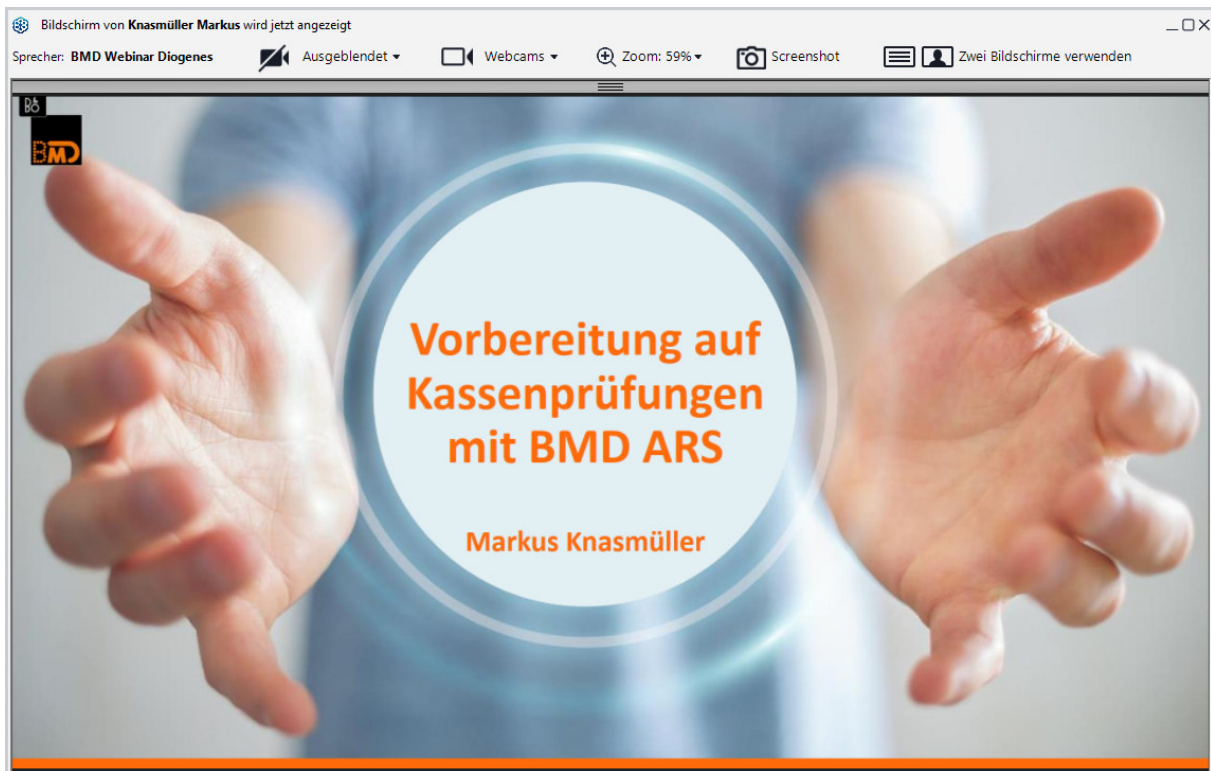 Bildschirm von Knasmüller Markus wird jetzt angezeigt
Sprecher: BMD Webinar Diogenes Ausgeblendet Webcams Zoom: 59% Screenshot Zwei Bildschirme verwenden
BMD
Vorbereitung auf
Kassenprüfungen
mit BMD ARS
Markus Knasmüller